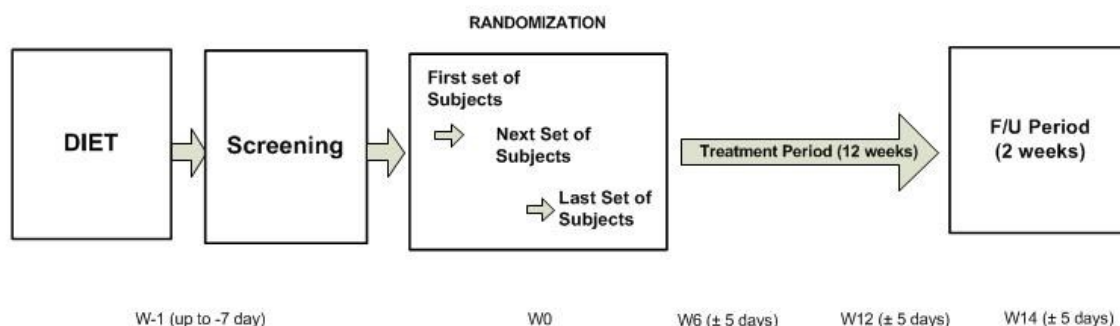 RANDOMIZATION
DIET
Screening
First set of
Subjects
Next Set of
Subjects
Last Set of
Subjects
Treatment Period (12 weeks)
F/U Period
(2 weeks)
W-1 (up to -7 day)
W0
W6 (± 5 days)
W12 (± 5 days)
W14 (± 5 days)